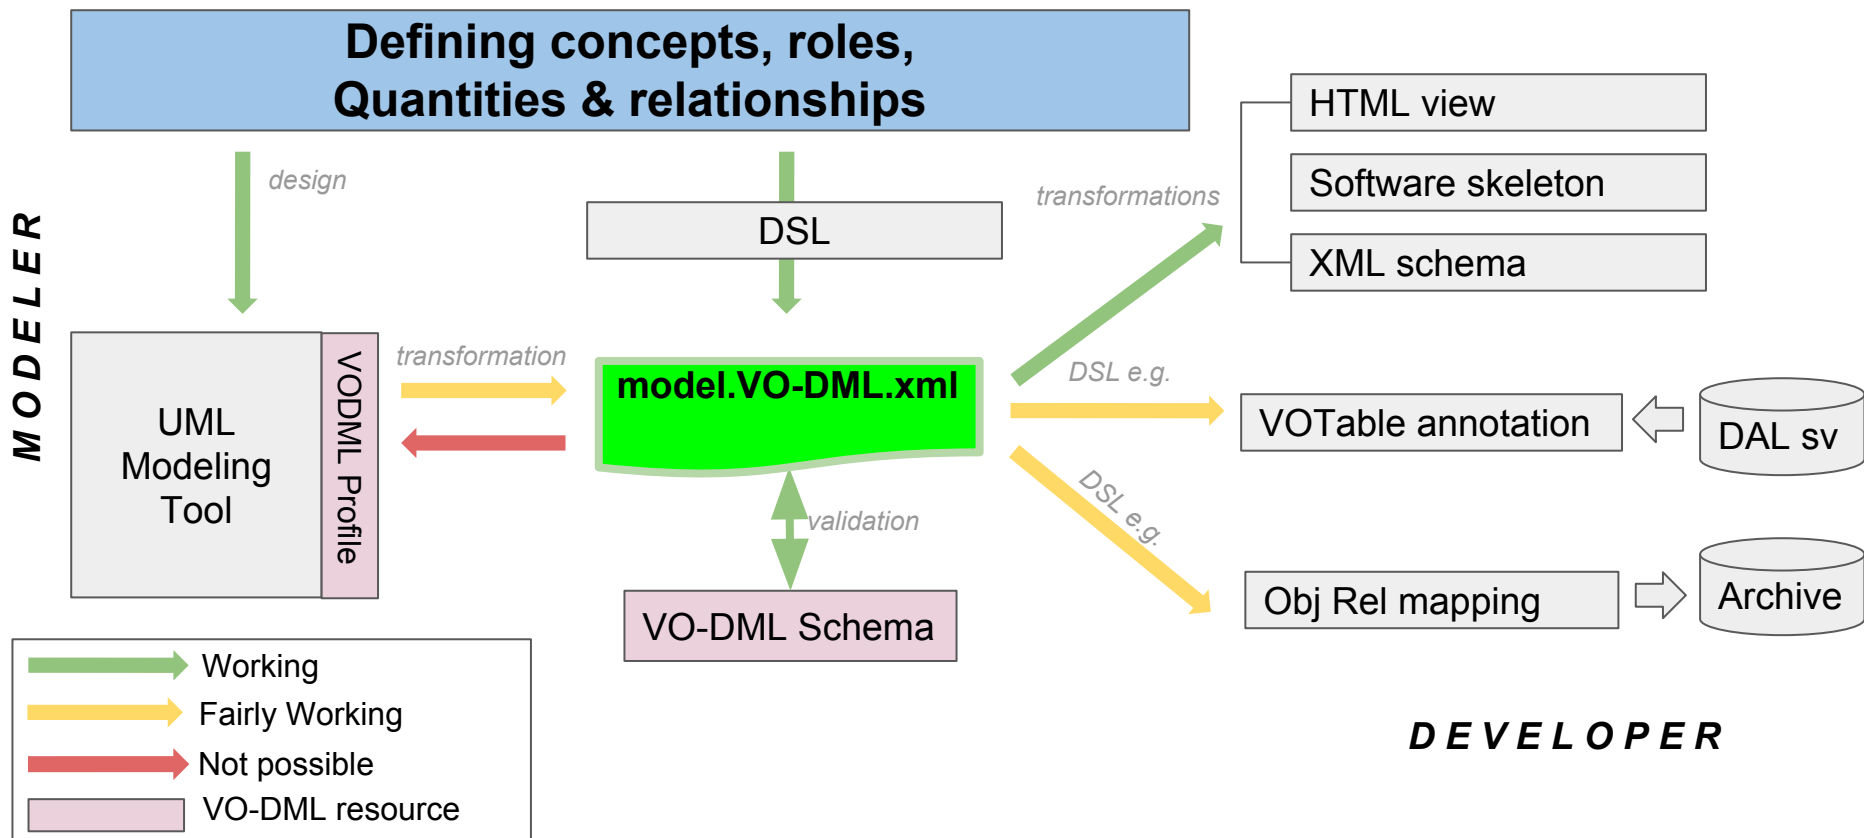 Defining concepts, roles,
Quantities & relationships
HTML view
Software skeleton
XML schema
design
transformations
DSL
MODELER
UML
Modeling
Tool
VODML Profile
transformation
model.VO-DML.xml
DSL e.g.
VOTable annotation
DAL sv
DSL e.g.
validation
VO-DML Schema
Obj Rel mapping
Archive
Working
Fairly Working
Not possible
VO-DML resource
DEVELOPER